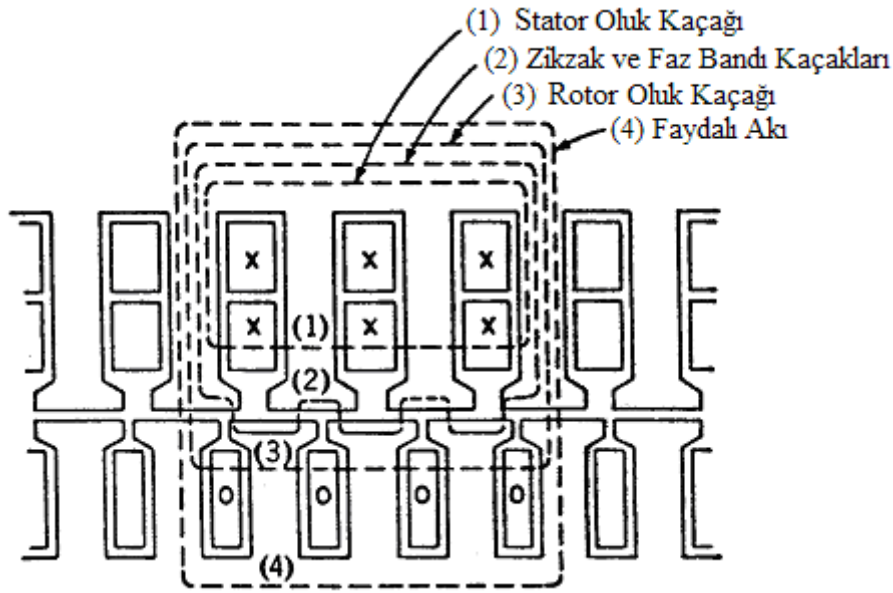 (1) Stator Oluk Kaçağı
(2) Zikzak ve Faz Bandı Kaçakları
(3) Rotor Oluk Kaçağı
(4) Faydalı Akı
x x x
x (1) x x
(2)
(3)
o o o o
(4)